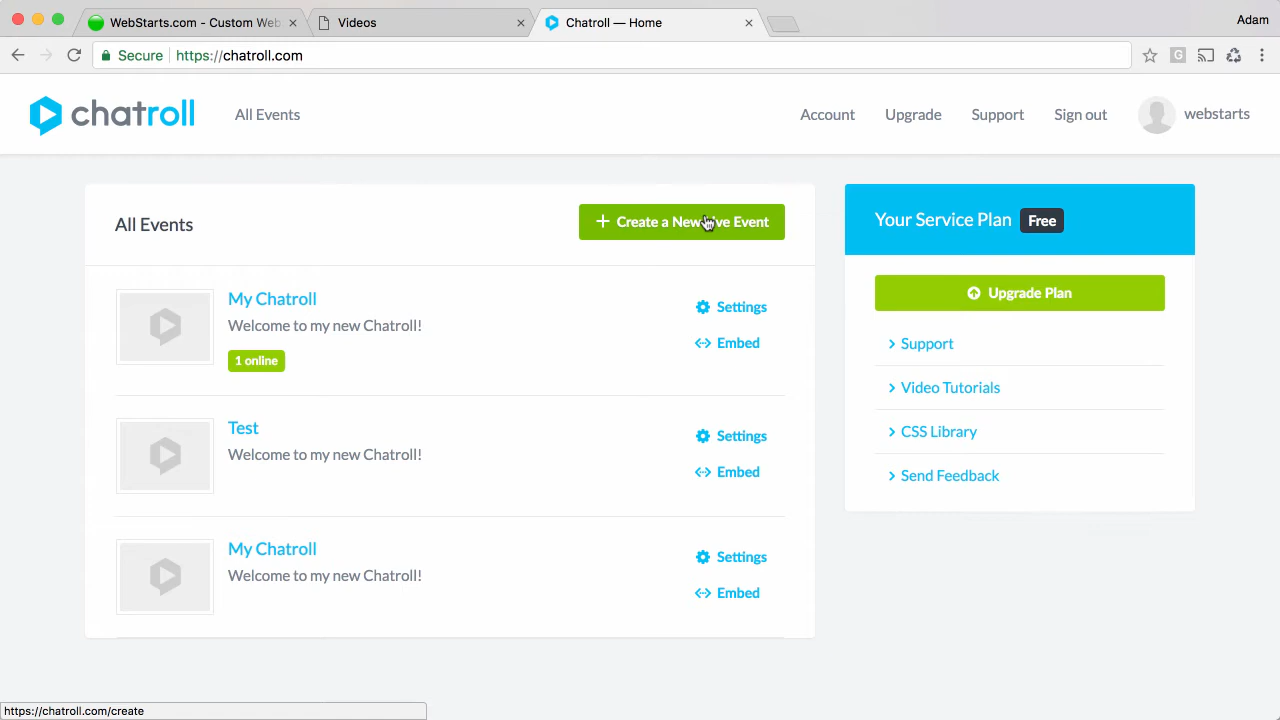 WebStarts.com - Custom Web
Videos
Chatroll — Home
Adam
Secure
https://chatroll.com
G
chatroll
All Events
Account
Upgrade
Support
Sign out
webstarts
All Events
+ Create a New Live Event
My Chatroll
Welcome to my new Chatroll!
1 online
Settings
Embed
Test
Welcome to my new Chatroll!
Settings
Embed
My Chatroll
Welcome to my new Chatroll!
Settings
Embed
Your Service Plan Free
Upgrade Plan
Support
Video Tutorials
CSS Library
Send Feedback
https://chatroll.com/create